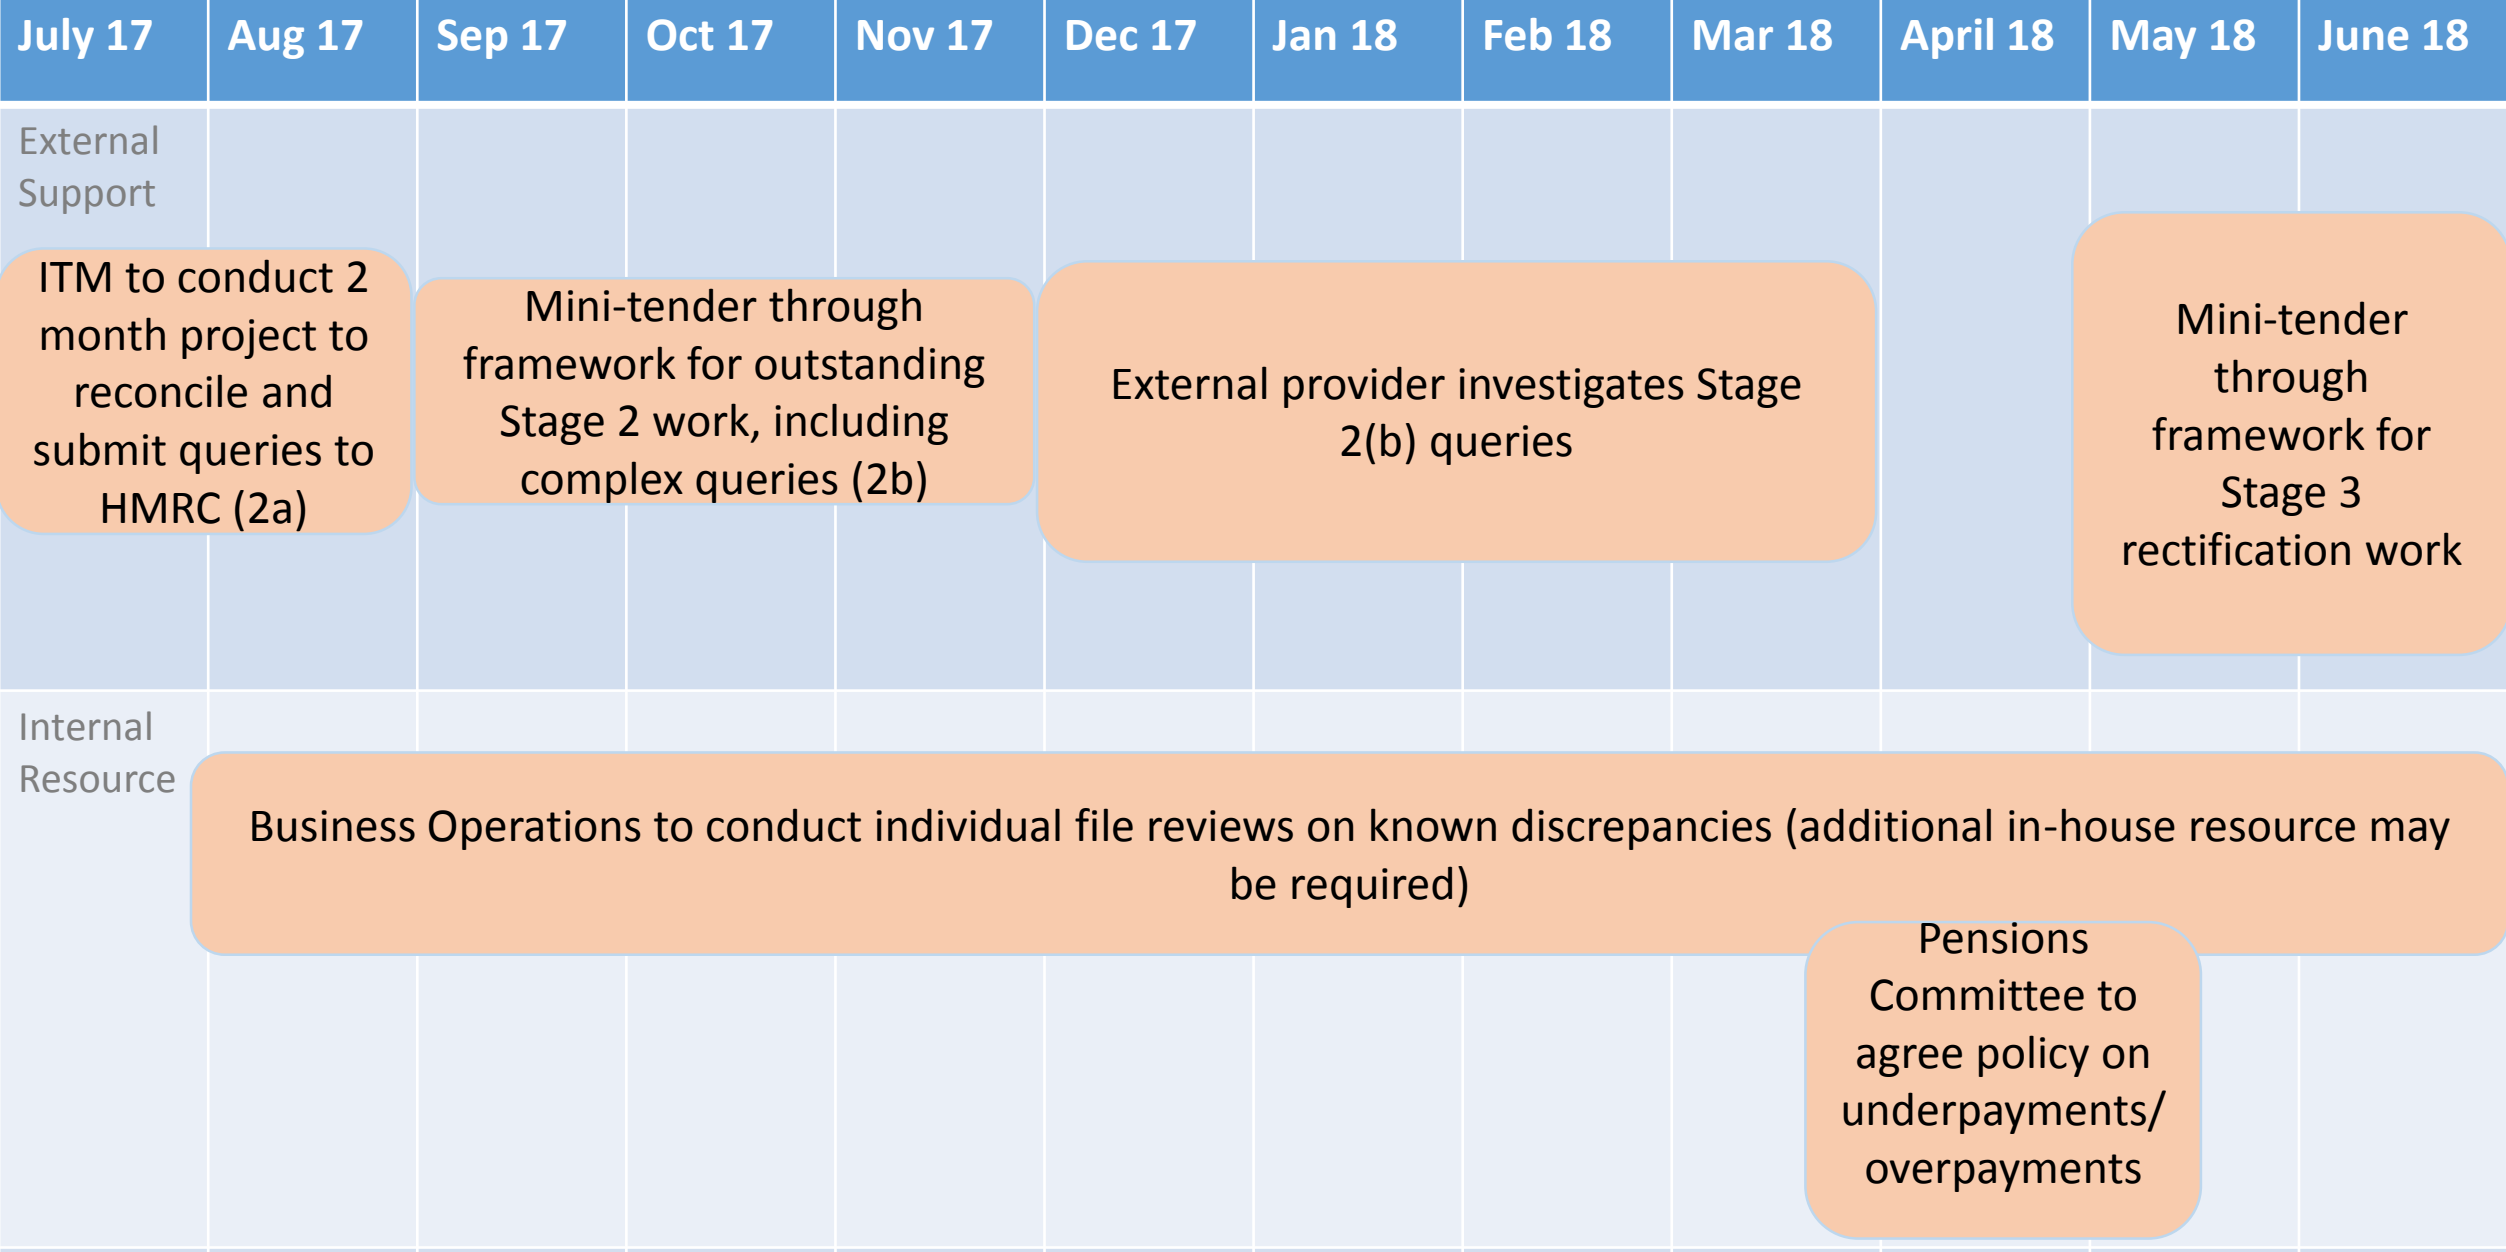 July 17 Aug 17 Sep 17 Oct 17 Nov 17 Dec 17 Jan 18 Feb 18 Mar 18 April 18 May 18 June 18
External
Support
ITM to conduct 2
month project to
reconcile and
submit queries to
HMRC (2a)
Mini-tender through
framework for outstanding
Stage 2 work, including
complex queries (2b)
External provider investigates Stage
2(b) queries
Mini-tender
through
framework for
Stage 3
rectification work
Internal
Resource
Business Operations to conduct individual file reviews on known discrepancies (additional in-house resource may
be required)
Pensions
Committee to
agree policy on
underpayments/
overpayments